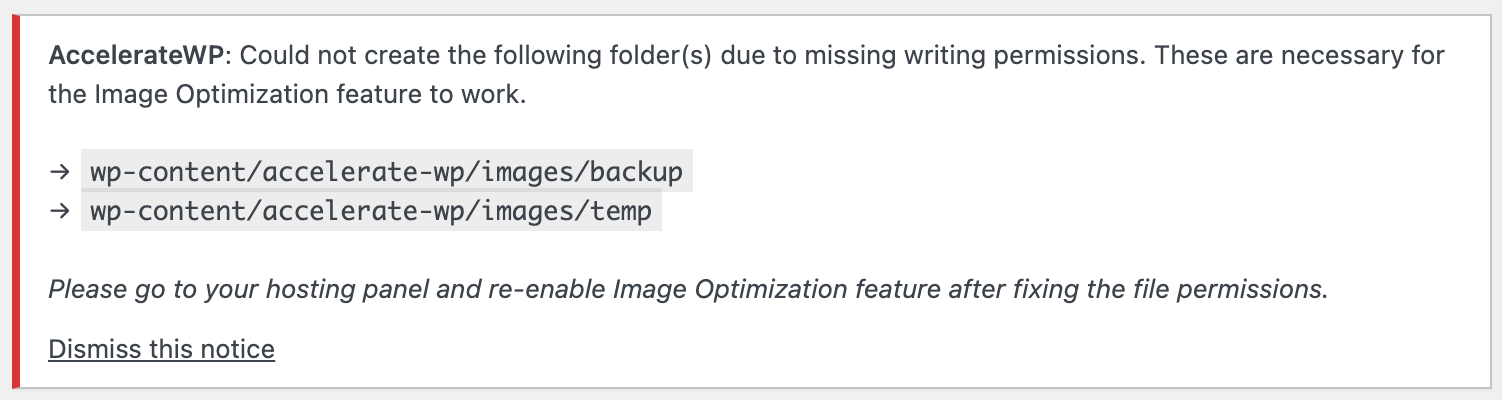 AccelerateWP: Could not create the following folder(s) due to missing writing permissions. These are necessary for
the Image Optimization feature to work.
→ wp-content/accelerate-wp/images/backup
→ wp-content/accelerate-wp/images/temp
Please go to your hosting panel and re-enable Image Optimization feature after fixing the file permissions.
Dismiss this notice